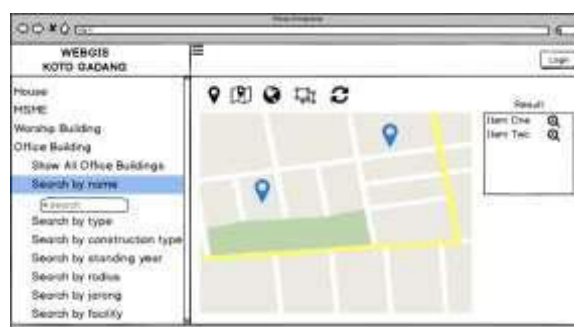 WEBGIS
KOTO GADANG
Login
House
MSME
Worship Building
Office Building
Show All Office Buildings
Search by name
search
Search by type
Search by construction type
Search by standing year
Search by radius
Search by jorong
Search by facility
Result
Item One
Item Two